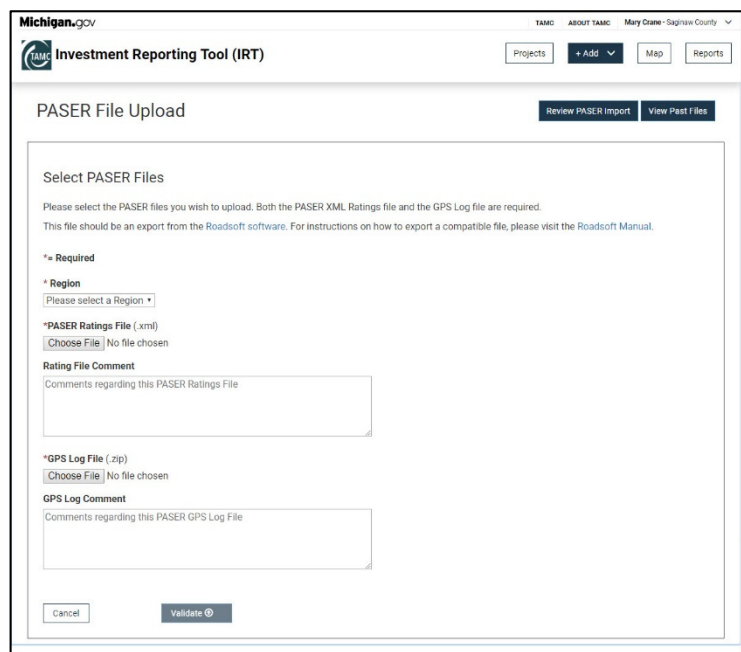 Michigan.gov
TAMC ABOUT TAMC Mary Crane - Saginaw County
TAMC Investment Reporting Tool (IRT)
Projects + Add Map Reports
PASER File Upload
Review PASER Import View Past Files
Select PASER Files
Please select the PASER files you wish to upload. Both the PASER XML Ratings file and the GPS Log file are required.
This file should be an export from the Roadsoft software. For instructions on how to export a compatible file, please visit the Roadsoft Manual.
*= Required
* Region
Please select a Region
*PASER Ratings File (.xml)
Choose File No file chosen
Rating File Comment
Comments regarding this PASER Ratings File
*GPS Log File (.zip)
Choose File No file chosen
GPS Log Comment
Comments regarding this PASER GPS Log File
Cancel Validate